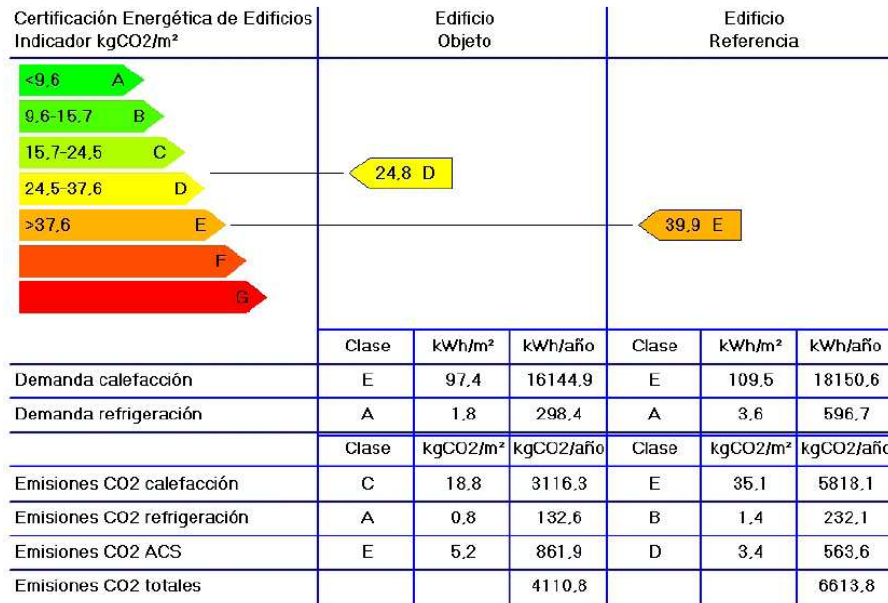 Certificación Energética de Edificios
Indicador kgCO2/m²
Edificio
Objeto
Edificio
Referencia
<9,6 A
9,6-15,7 B
15,7-24,5 C
24,5-37,6 D
>37,6 E
F
G
24,8 D
39,9 E
Clase kWh/m² kWh/año Clase kWh/m² kWh/año
Demanda calefacción E 97,4 16144,9 E 109,5 18150,6
Demanda refrigeración A 1,8 298,4 A 3,6 596,7
Clase kgCO2/m² kgCO2/año Clase kgCO2/m² kgCO2/año
Emisiones CO2 calefacción C 18,8 3116,3 E 35,1 5818,1
Emisiones CO2 refrigeración A 0,8 132,6 B 1,4 232,1
Emisiones CO2 ACS E 5,2 861,9 D 3,4 563,6
Emisiones CO2 totales 4110,8 6613,8